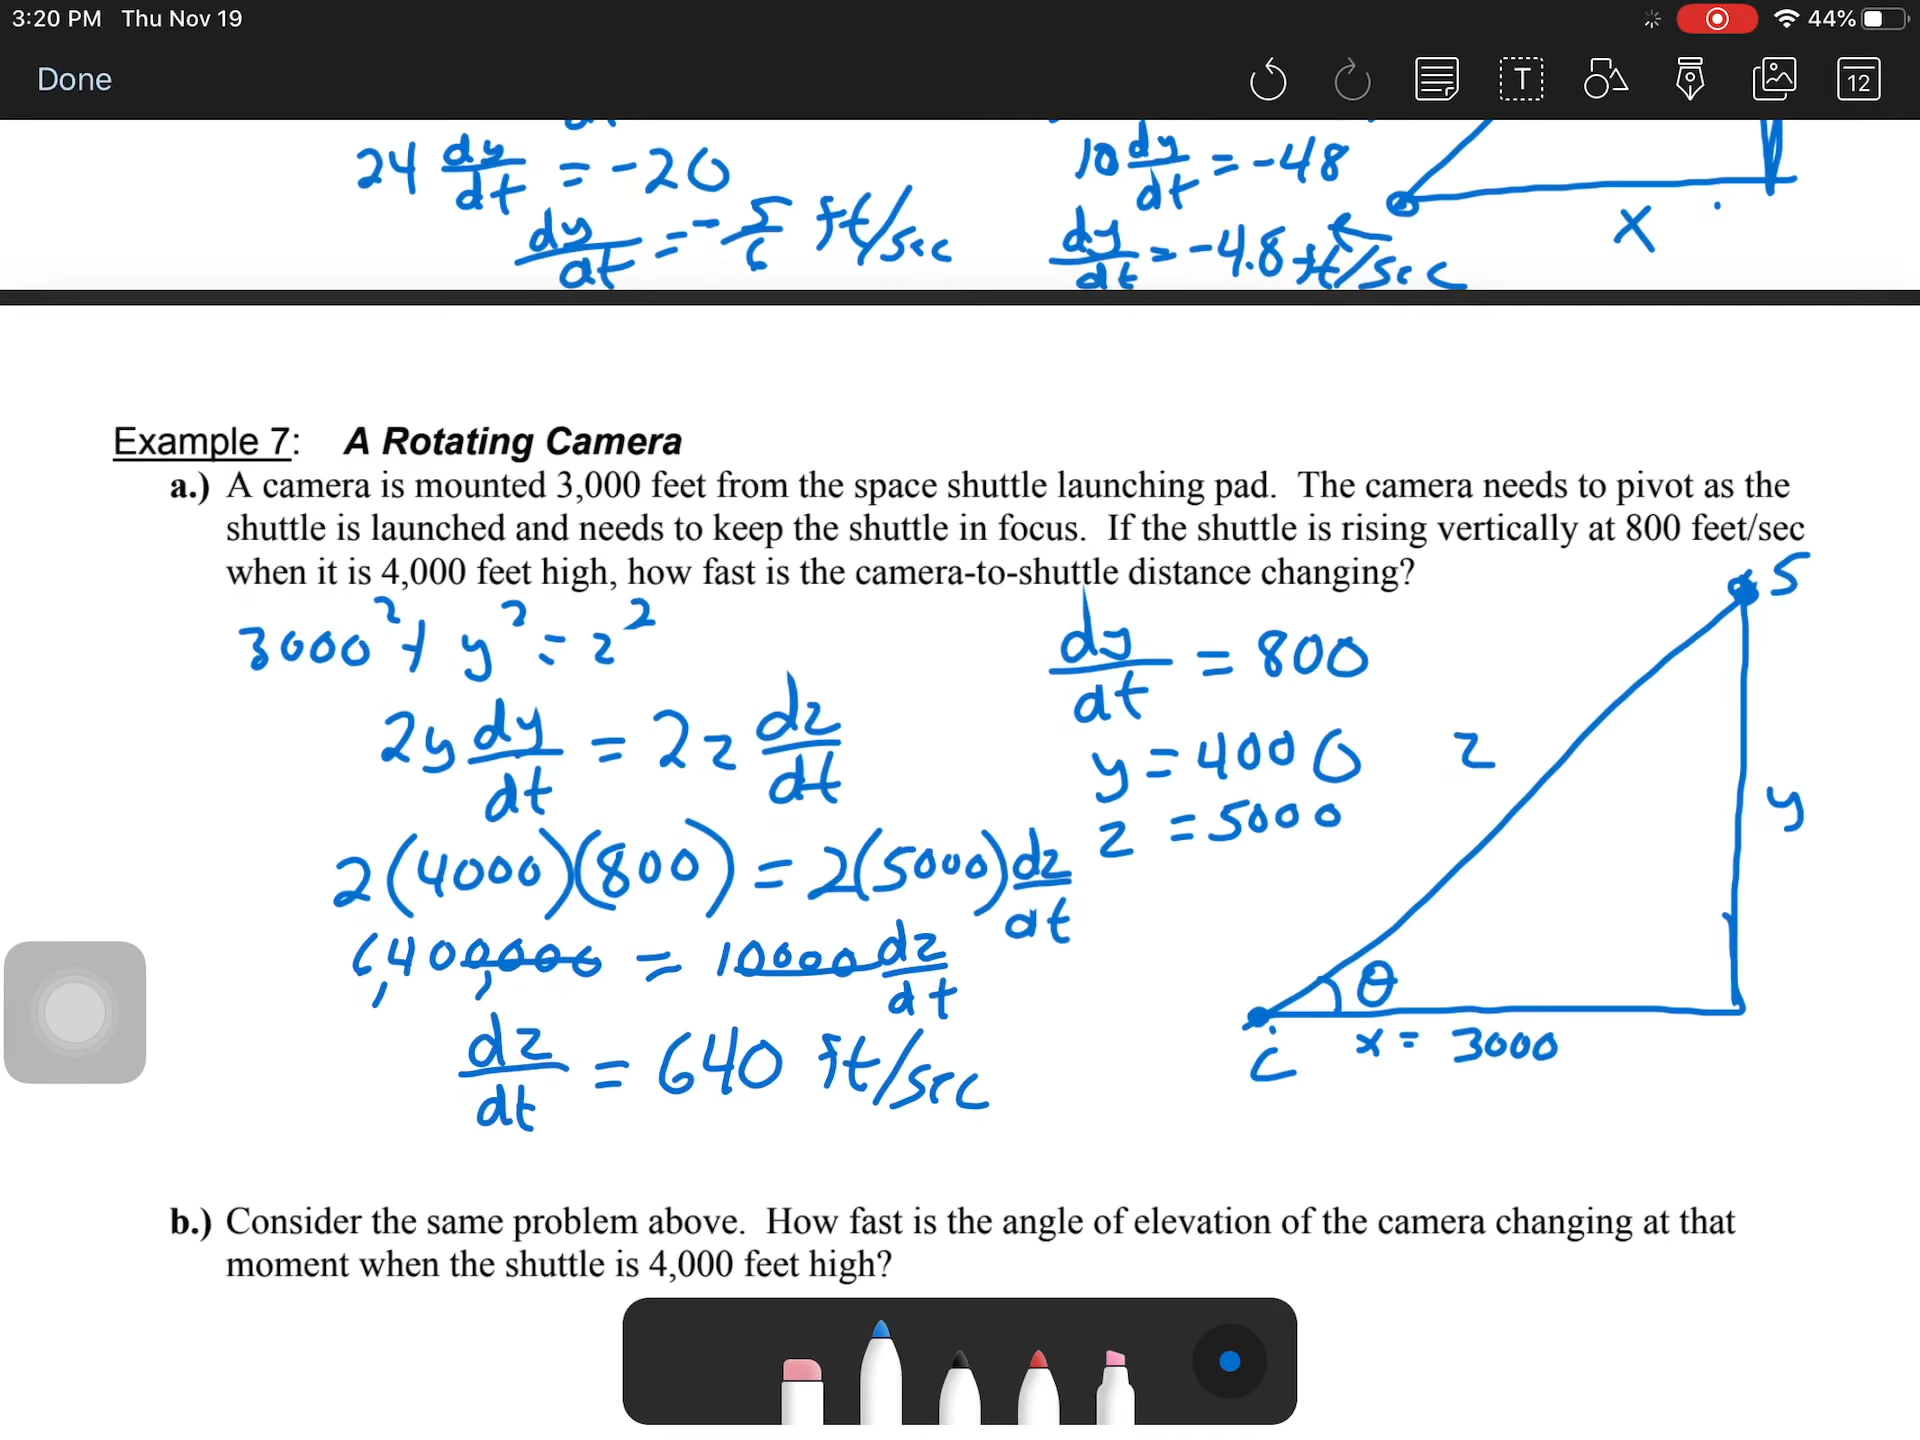 3:20 PM Thu Nov 19
44%
Done
T
12
24 dy/dt = -20
10 dy/dt = -48
dy/dt = -5/6 ft/sec
dy/dt = -4.8 ft/sec
x
Example 7: A Rotating Camera
a.) A camera is mounted 3,000 feet from the space shuttle launching pad. The camera needs to pivot as the
shuttle is launched and needs to keep the shuttle in focus. If the shuttle is rising vertically at 800 feet/sec
when it is 4,000 feet high, how fast is the camera-to-shuttle distance changing?
S
3000² + y² = z²
dy/dt = 800
2y dy/dt = 2z dz/dt
y = 4000
z
y
z = 5000
2(4000)(800) = 2(5000) dz/dt
6,400,000 = 10000 dz/dt
θ
x = 3000
C
dz/dt = 640 ft/sec
b.) Consider the same problem above. How fast is the angle of elevation of the camera changing at that
moment when the shuttle is 4,000 feet high?